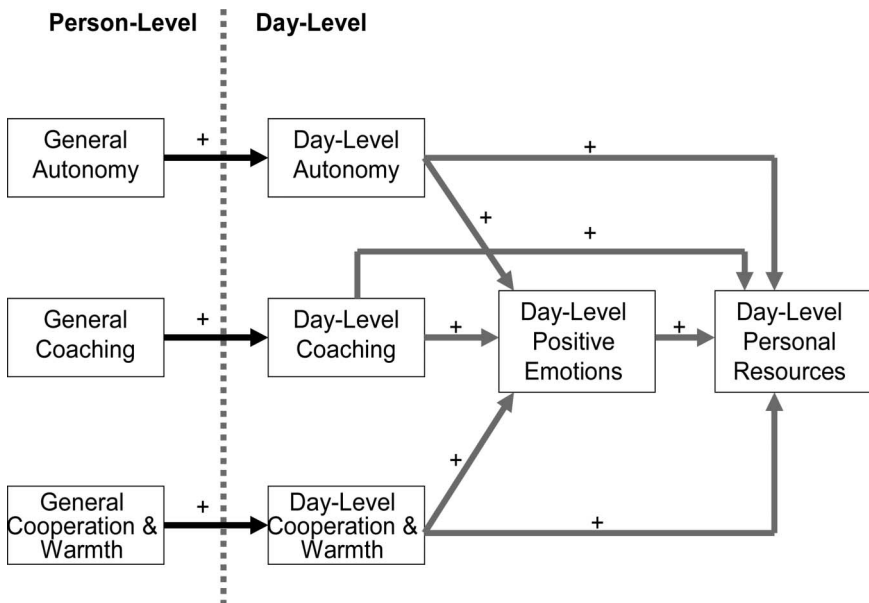 Person-Level
Day-Level
General
Autonomy
+
Day-Level
Autonomy
+
+
+
General
Coaching
+
Day-Level
Coaching
+
Day-Level
Positive
Emotions
+
Day-Level
Personal
Resources
+
General
Cooperation &
Warmth
+
Day-Level
Cooperation &
Warmth
+